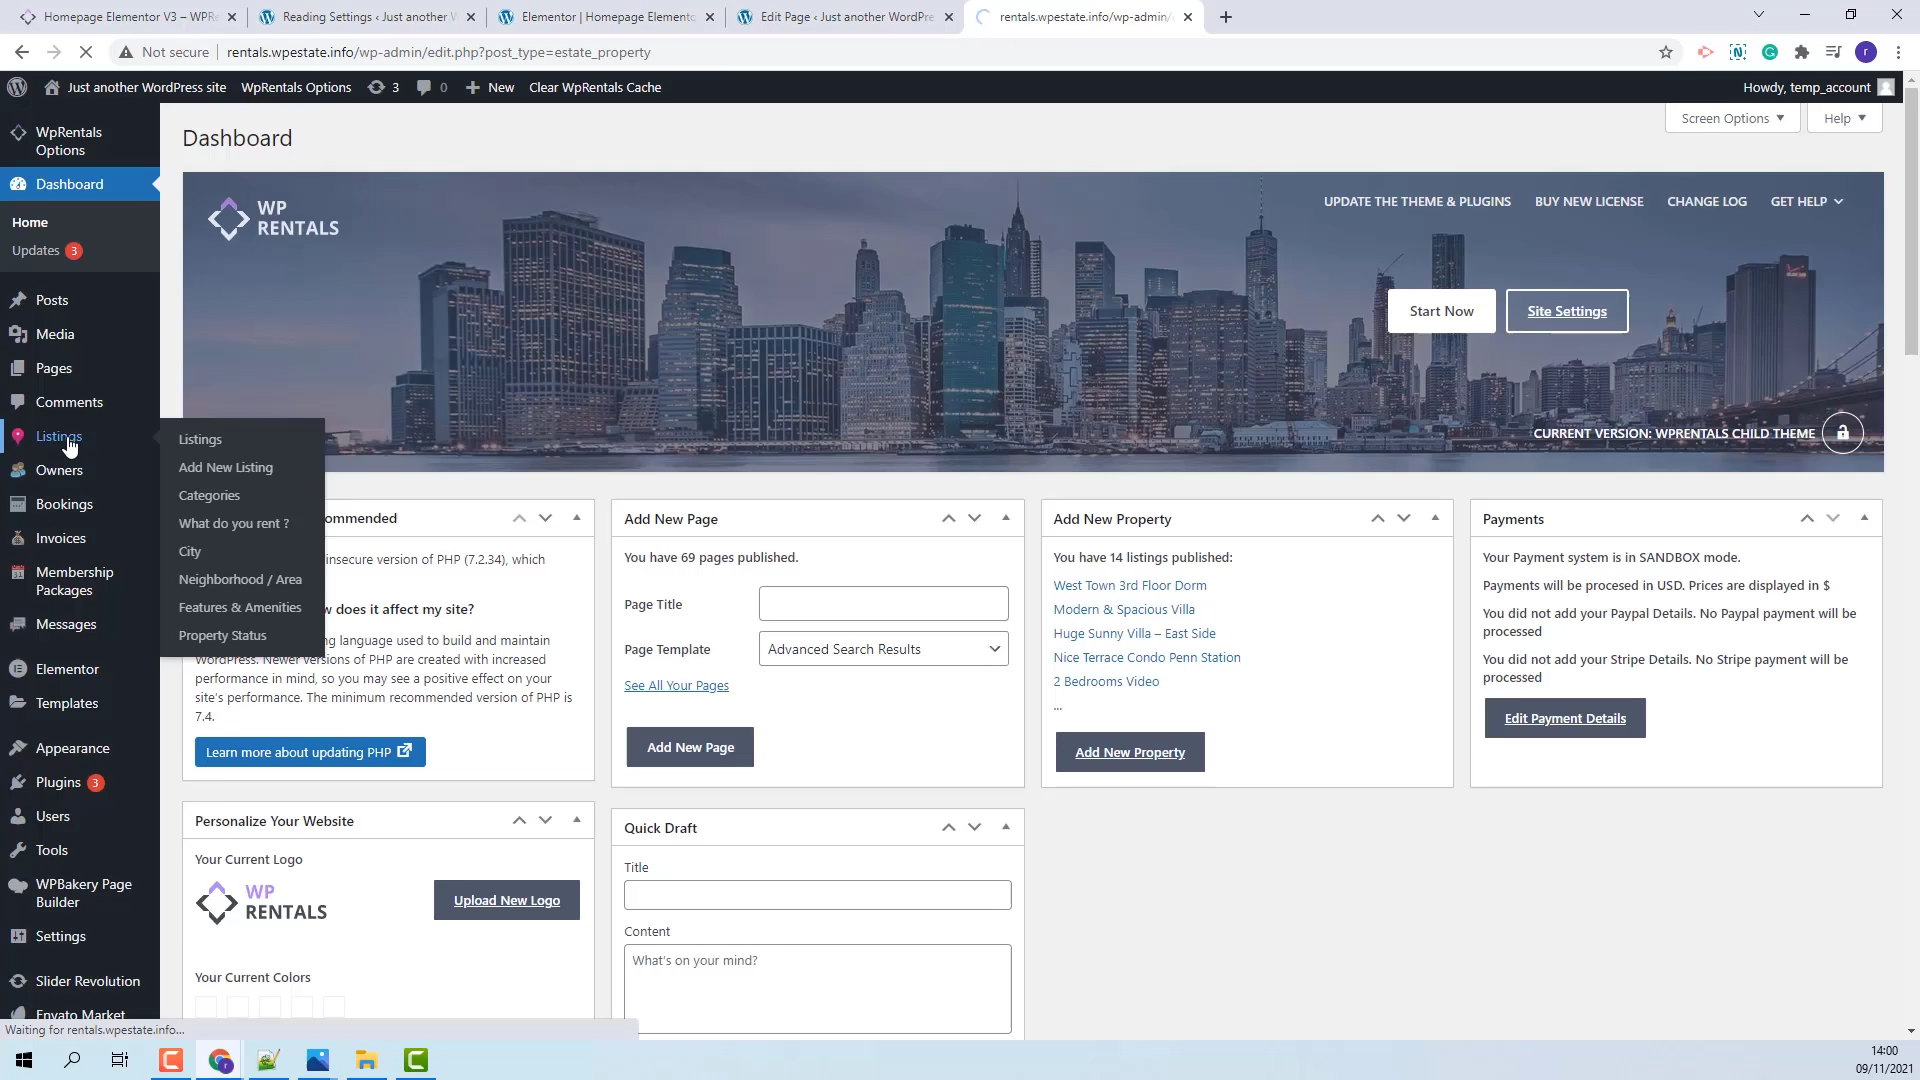 Homepage Elementor V3 – WPRe
Reading Settings ‹ Just another W
Elementor | Homepage Elemento
Edit Page ‹ Just another WordPre
rentals.wpestate.info/wp-admin/
Not secure
rentals.wpestate.info/wp-admin/edit.php?post_type=estate_property
r
Just another WordPress site
WpRentals Options
3
0
New
Clear WpRentals Cache
Howdy, temp_account
WpRentals
Options
Dashboard
Home
Updates 3
Posts
Media
Pages
Comments
Listings
Owners
Bookings
Invoices
Membership
Packages
Messages
Elementor
Templates
Appearance
Plugins 3
Users
Tools
WPBakery Page
Builder
Settings
Slider Revolution
Envato Market
Listings
Add New Listing
Categories
What do you rent ?
City
Neighborhood / Area
Features & Amenities
Property Status
Dashboard
Screen Options
Help
WP
RENTALS
UPDATE THE THEME & PLUGINS
BUY NEW LICENSE
CHANGE LOG
GET HELP
Start Now
Site Settings
CURRENT VERSION: WPRENTALS CHILD THEME
ommended
insecure version of PHP (7.2.34), which
w does it affect my site?
ng language used to build and maintain
WordPress. Newer versions of PHP are created with increased
performance in mind, so you may see a positive effect on your
site's performance. The minimum recommended version of PHP is
7.4.
Learn more about updating PHP
Personalize Your Website
Your Current Logo
WP
RENTALS
Upload New Logo
Your Current Colors
Add New Page
You have 69 pages published.
Page Title
Page Template
Advanced Search Results
See All Your Pages
Add New Page
Quick Draft
Title
Content
What's on your mind?
Add New Property
You have 14 listings published:
West Town 3rd Floor Dorm
Modern & Spacious Villa
Huge Sunny Villa – East Side
Nice Terrace Condo Penn Station
2 Bedrooms Video
...
Add New Property
Payments
Your Payment system is in SANDBOX mode.
Payments will be procesed in USD. Prices are displayed in $
You did not add your Paypal Details. No Paypal payment will be
processed
You did not add your Stripe Details. No Stripe payment will be
processed
Edit Payment Details
Waiting for rentals.wpestate.info...
14:00
09/11/2021